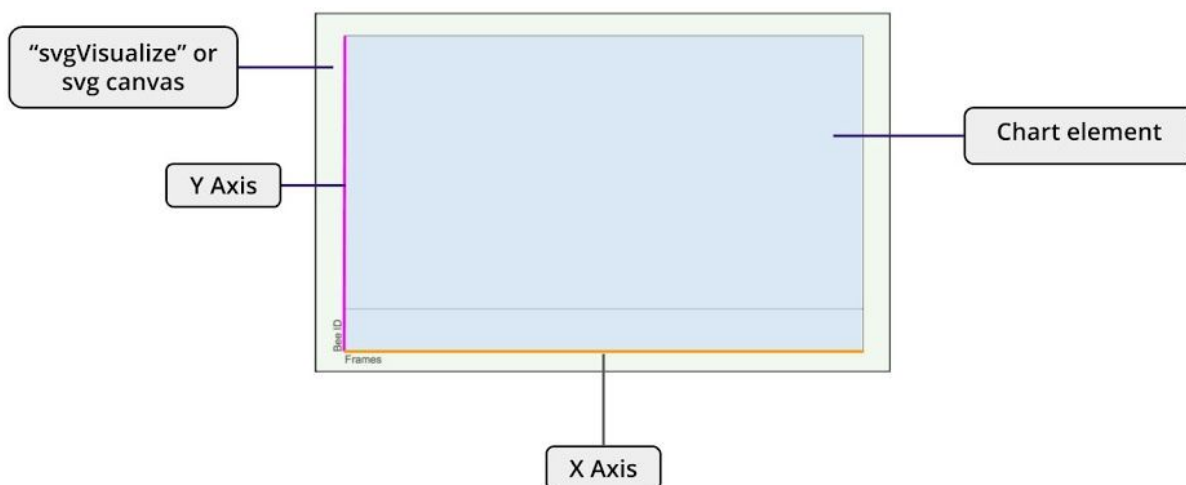 “svgVisualize” or
svg canvas
Chart element
Y Axis
Bee ID
Frames
X Axis